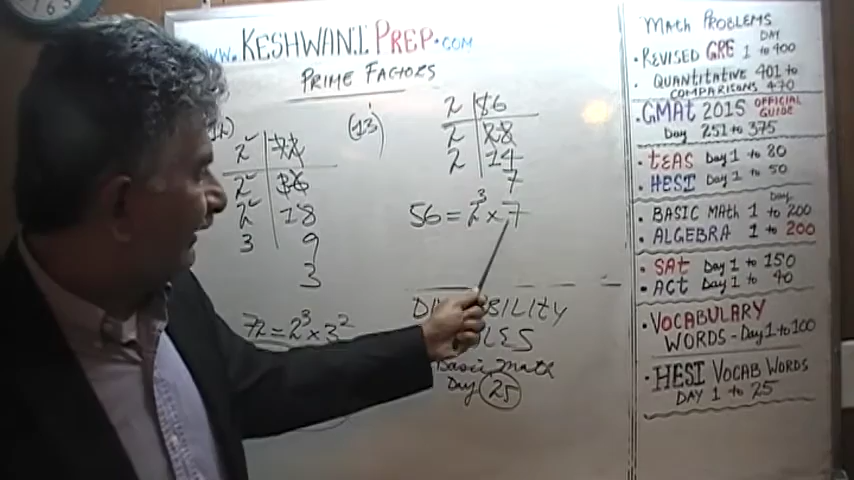 www.KESHWANIPREP.COM
PRIME FACTORS
12)
2 72
2 36
2 18
3 9
3
72=2³×3²
(13)
2 56
2 28
2 14
7
56=2³×7
Basic Math
Day 25
MATH PROBLEMS
DAY
• REVISED GRE 1 to 400
• QUANTITATIVE 401 to
COMPARISONS 470
• GMAt 2015 OFFICIAL GUIDE
Day 251 to 375
• tEAS Day 1 to 80
• HESI Day 1 to 50
Day
• BASIC MAth 1 to 200
• ALGEBRA 1 to 200
• SAt Day 1 to 150
• ACt Day 1 to 40
• VOCABULARY
WORDS - Day 1 to 100
• HESI VOCAB WORDS
DAY 1 to 25